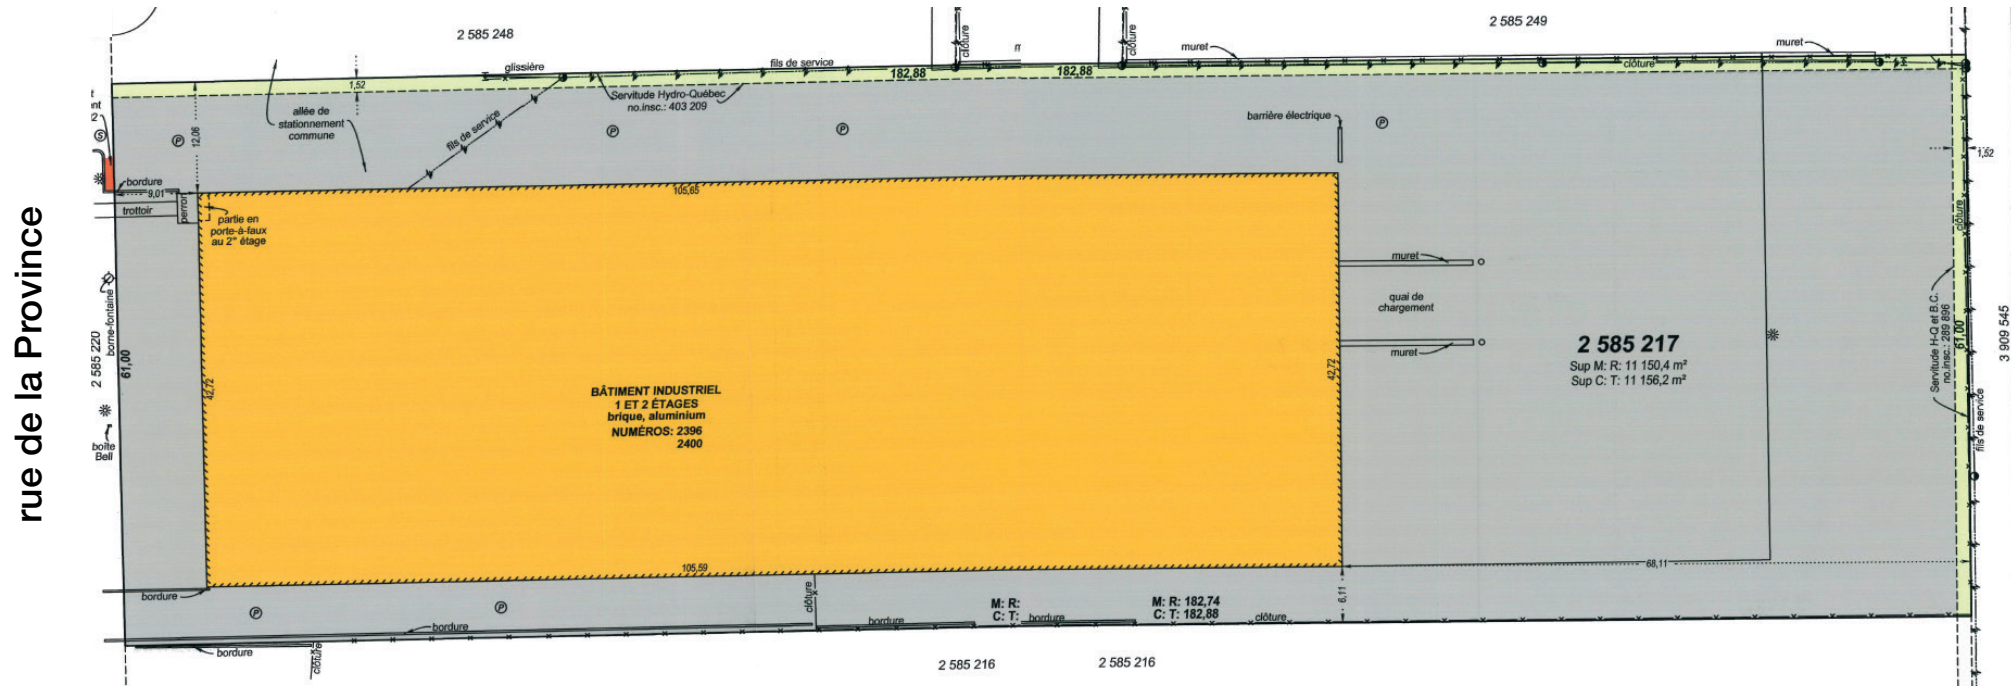 2 585 248
2 585 249
clôture
clôture
muret
muret
glissière
fils de service
182,88
182,88
clôture
1,52
Servitude Hydro-Québec
no.insc.: 403 209
allée de
stationnement
commune
fils de service
barrière électrique
12,06
P
P
P
P
S
1,52
bordure
9,01
trottoir
perron
105,65
partie en
porte-à-faux
au 2° étage
clôture
rue de la Province
borne-fontaine
2 585 220
61,00
42,72
boîte
Bell
BÂTIMENT INDUSTRIEL
1 ET 2 ÉTAGES
brique, aluminium
NUMÉROS: 2396
2400
42,72
muret
quai de
chargement
muret
2 585 217
Sup M: R: 11 150,4 m²
Sup C: T: 11 156,2 m²
Servitude H-Q et B.C.
no.insc.: 289 896
61,00
3 909 545
fils de service
105,59
68,11
6,11
bordure
P
P
clôture
bordure
bordure
clôture
bordure
M: R:
C: T:
bordure
M: R: 182,74
C: T: 182,88
clôture
2 585 216
2 585 216